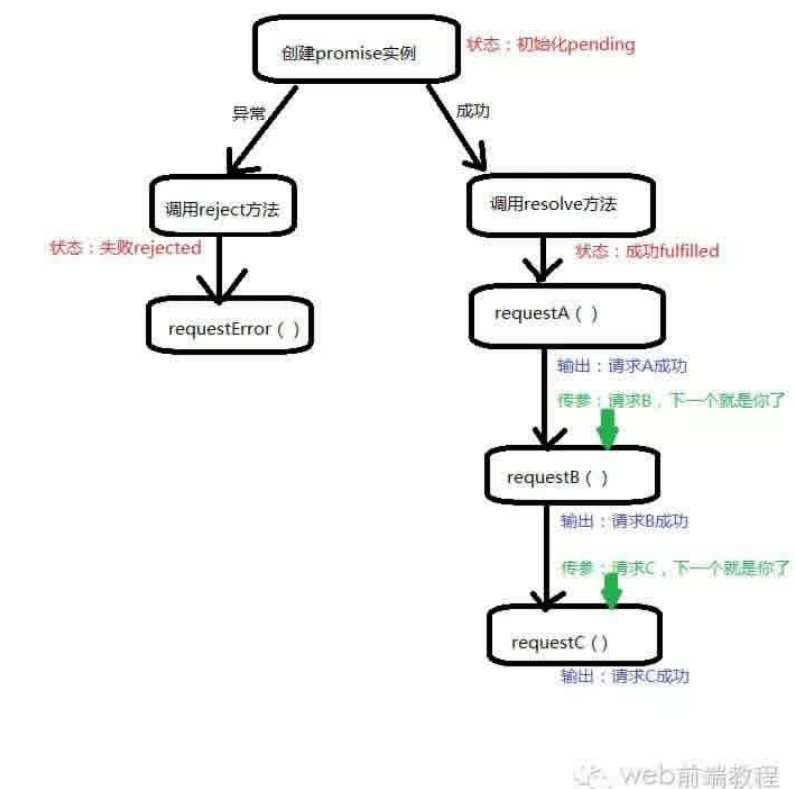 创建promise实例
状态：初始化pending
异常
成功
调用reject方法
调用resolve方法
状态：失败rejected
状态：成功fulfilled
requestError（ ）
requestA（ ）
输出：请求A成功
传参：请求B，下一个就是你了
requestB（ ）
输出：请求B成功
传参：请求C，下一个就是你了
requestC（）
输出：请求C成功
web前端教程